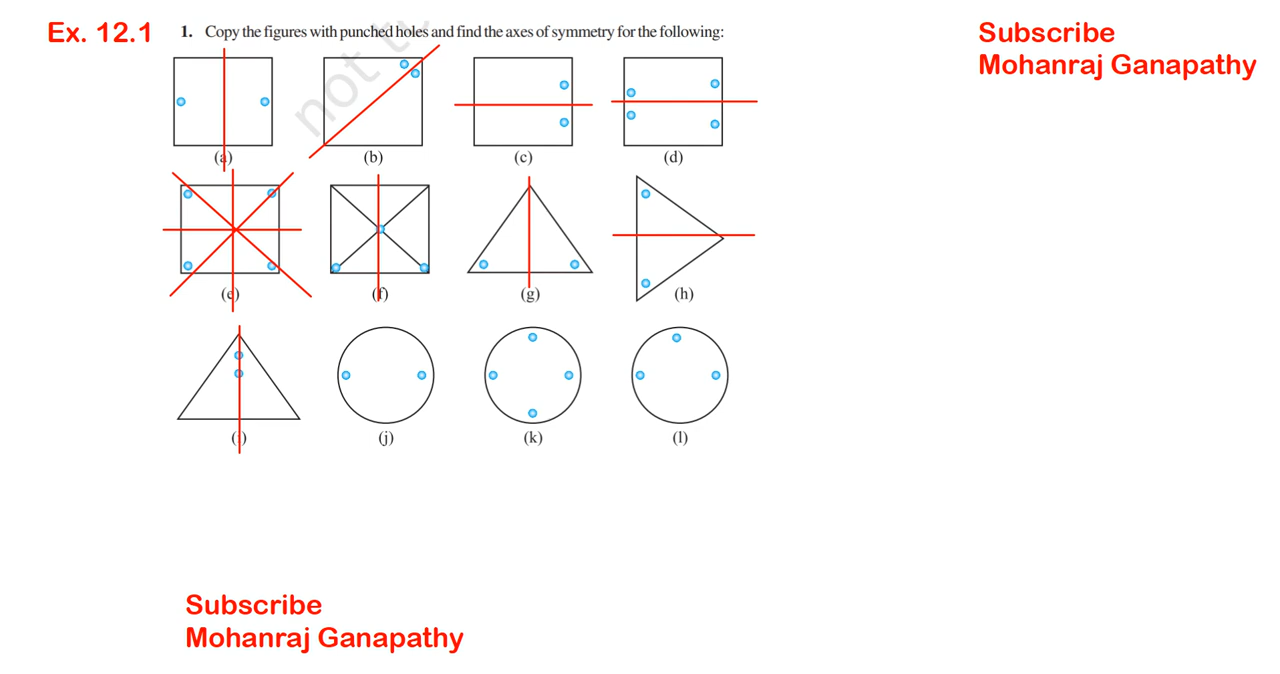 Ex. 12.1
1. Copy the figures with punched holes and find the axes of symmetry for the following:
Subscribe
Mohanraj Ganapathy
not t
(a) (b) (c) (d)
(e) (f) (g) (h)
(i) (j) (k) (l)
Subscribe
Mohanraj Ganapathy